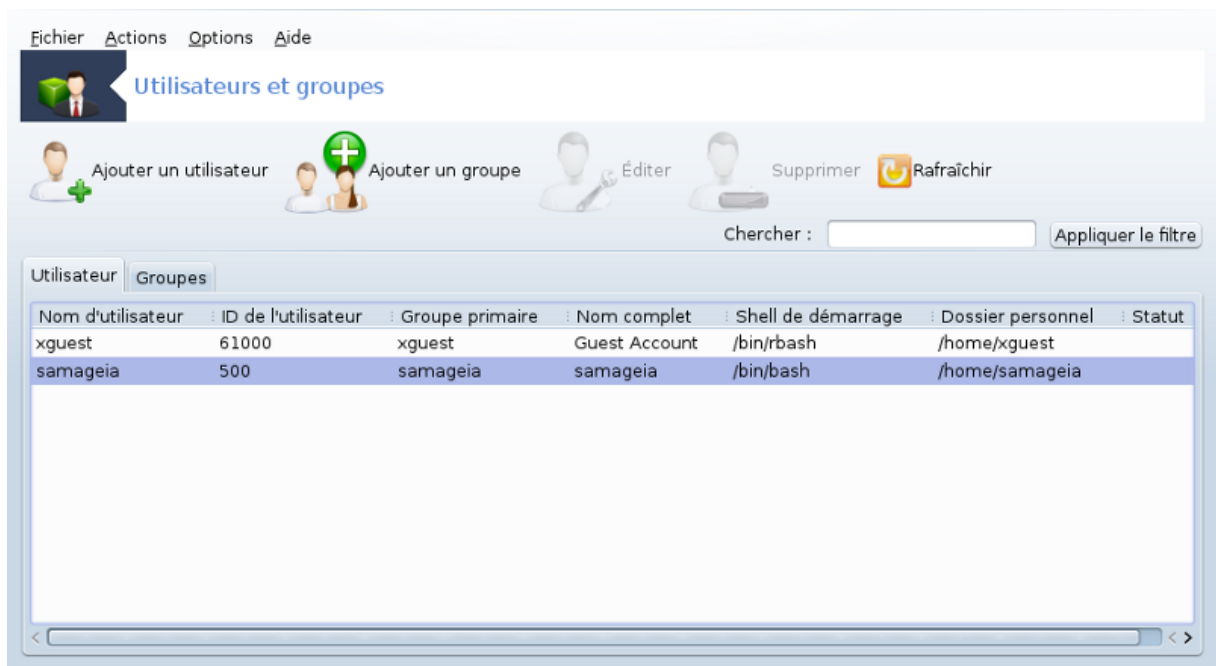 Fichier Actions Options Aide
Utilisateurs et groupes
Ajouter un utilisateur Ajouter un groupe Éditer Supprimer Rafraîchir
Chercher : Appliquer le filtre
Utilisateur Groupes
Nom d'utilisateur ID de l'utilisateur Groupe primaire Nom complet Shell de démarrage Dossier personnel Statut
xguest 61000 xguest Guest Account /bin/rbash /home/xguest
samageia 500 samageia samageia /bin/bash /home/samageia